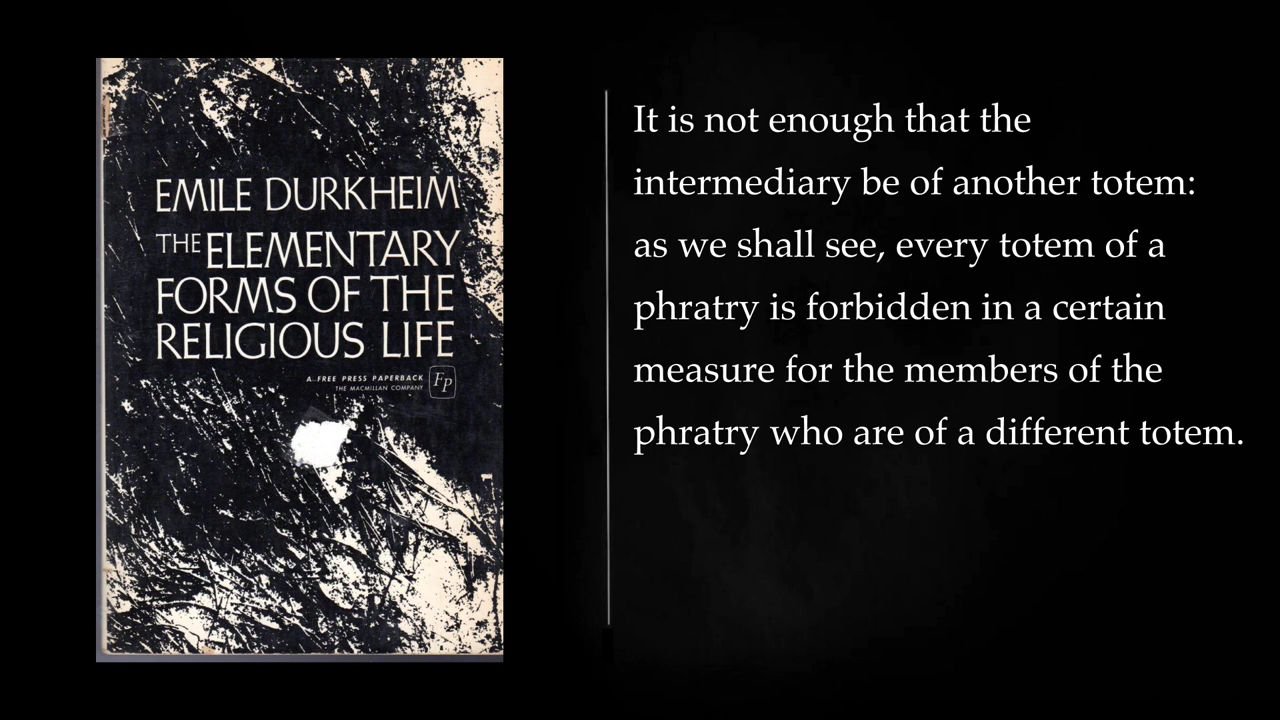 EMILE DURKHEIM
THE ELEMENTARY
FORMS OF THE
RELIGIOUS LIFE
A FREE PRESS PAPERBACK
THE MACMILLAN COMPANY
Fp
It is not enough that the
intermediary be of another totem:
as we shall see, every totem of a
phratry is forbidden in a certain
measure for the members of the
phratry who are of a different totem.